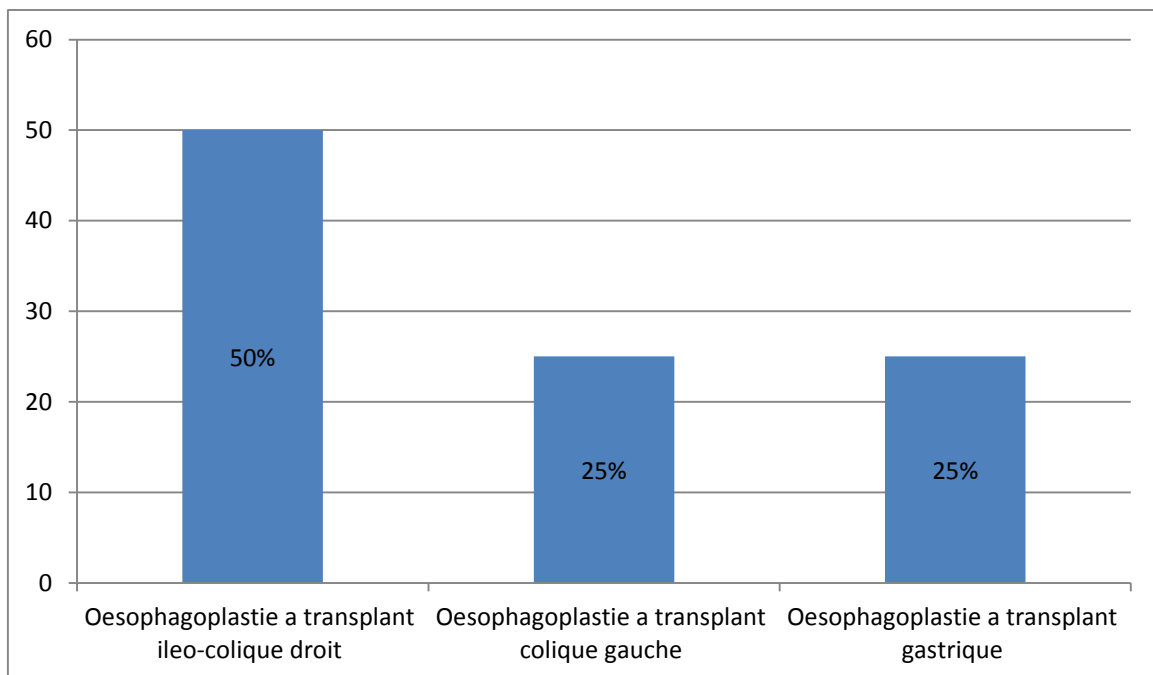 60
50
40
30
20
10
0
50%
25%
25%
Oesophagoplastie a transplant
ileo-colique droit
Oesophagoplastie a transplant
colique gauche
Oesophagoplastie a transplant
gastrique